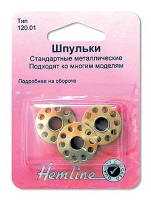 Тип
120.01
Шпульки
Стандартные металлические
Подходят ко многим моделям
Подробнее на обороте
Hemline